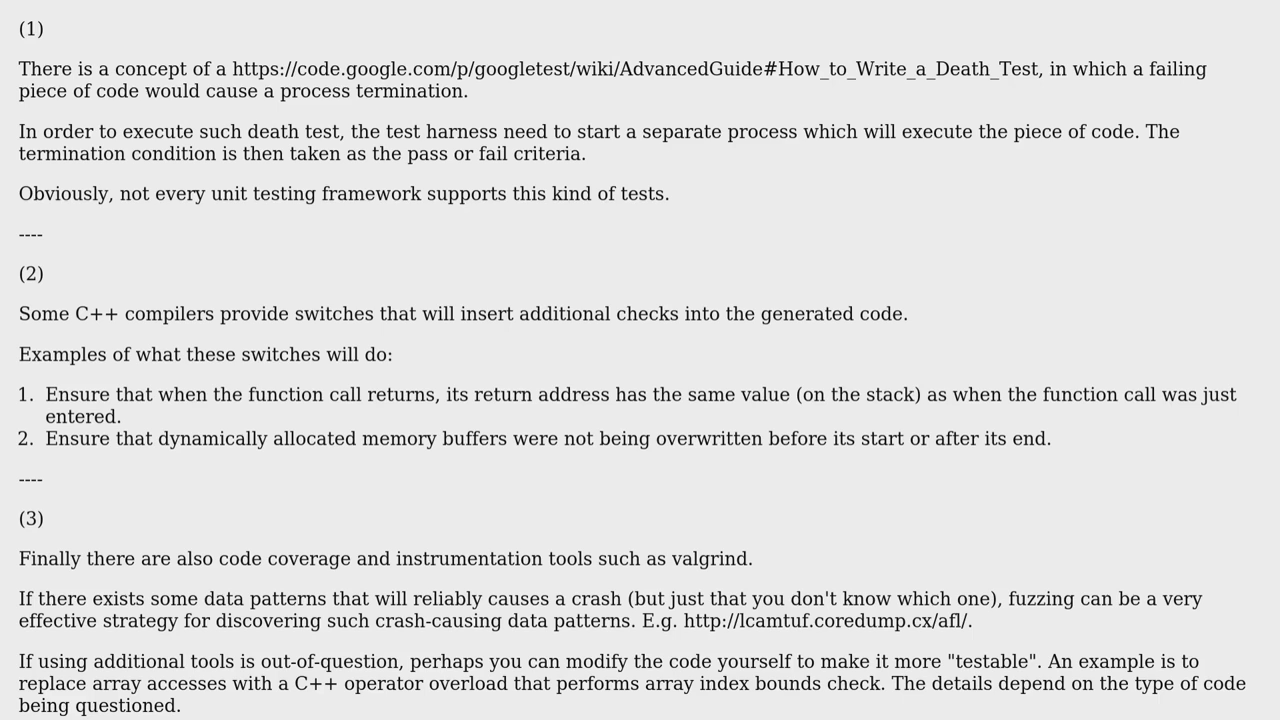 (1)
There is a concept of a https://code.google.com/p/googletest/wiki/AdvancedGuide#How_to_Write_a_Death_Test, in which a failing
piece of code would cause a process termination.
In order to execute such death test, the test harness need to start a separate process which will execute the piece of code. The
termination condition is then taken as the pass or fail criteria.
Obviously, not every unit testing framework supports this kind of tests.
----
(2)
Some C++ compilers provide switches that will insert additional checks into the generated code.
Examples of what these switches will do:
1. Ensure that when the function call returns, its return address has the same value (on the stack) as when the function call was just
entered.
2. Ensure that dynamically allocated memory buffers were not being overwritten before its start or after its end.
----
(3)
Finally there are also code coverage and instrumentation tools such as valgrind.
If there exists some data patterns that will reliably causes a crash (but just that you don't know which one), fuzzing can be a very
effective strategy for discovering such crash-causing data patterns. E.g. http://lcamtuf.coredump.cx/afl/.
If using additional tools is out-of-question, perhaps you can modify the code yourself to make it more "testable". An example is to
replace array accesses with a C++ operator overload that performs array index bounds check. The details depend on the type of code
being questioned.